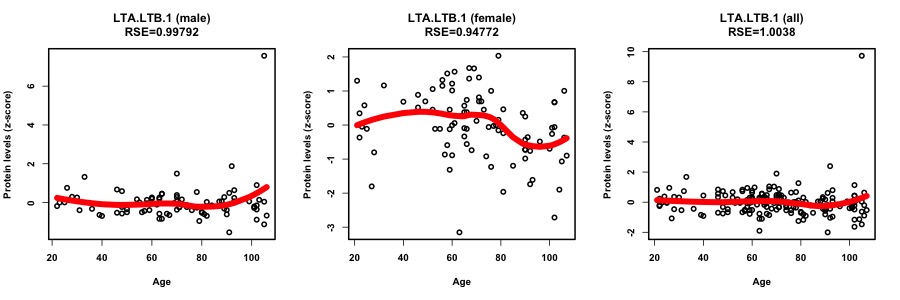 LTA.LTB.1 (male)
RSE=0.99792
Protein levels (z-score)
6
4
2
0
20
40
60
80
100
Age
LTA.LTB.1 (female)
RSE=0.94772
Protein levels (z-score)
2
1
0
-1
-2
-3
20
40
60
80
100
Age
LTA.LTB.1 (all)
RSE=1.0038
Protein levels (z-score)
10
8
6
4
2
0
-2
20
40
60
80
100
Age